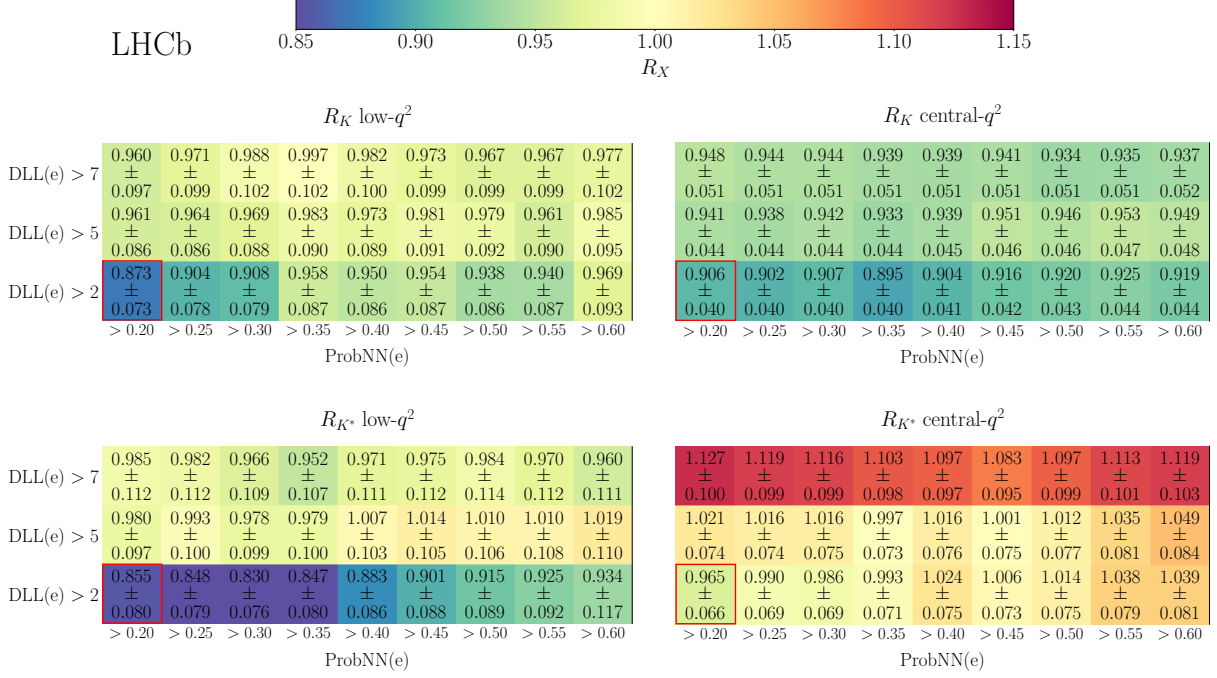 LHCb
0.85 0.90 0.95 1.00 1.05 1.10 1.15
R_X
R_K low-q²
DLL(e) > 7
0.960 0.971 0.988 0.997 0.982 0.973 0.967 0.967 0.977
± ± ± ± ± ± ± ± ±
0.097 0.099 0.102 0.102 0.100 0.099 0.099 0.099 0.102
DLL(e) > 5
0.961 0.964 0.969 0.983 0.973 0.981 0.979 0.961 0.985
± ± ± ± ± ± ± ± ±
0.086 0.086 0.088 0.090 0.089 0.091 0.092 0.090 0.095
DLL(e) > 2
0.873 0.904 0.908 0.958 0.950 0.954 0.938 0.940 0.969
± ± ± ± ± ± ± ± ±
0.073 0.078 0.079 0.087 0.086 0.087 0.086 0.087 0.093
> 0.20 > 0.25 > 0.30 > 0.35 > 0.40 > 0.45 > 0.50 > 0.55 > 0.60
ProbNN(e)
R_K central-q²
0.948 0.944 0.944 0.939 0.939 0.941 0.934 0.935 0.937
± ± ± ± ± ± ± ± ±
0.051 0.051 0.051 0.051 0.051 0.051 0.051 0.051 0.052
0.941 0.938 0.942 0.933 0.939 0.951 0.946 0.953 0.949
± ± ± ± ± ± ± ± ±
0.044 0.044 0.044 0.044 0.045 0.046 0.046 0.047 0.048
0.906 0.902 0.907 0.895 0.904 0.916 0.920 0.925 0.919
± ± ± ± ± ± ± ± ±
0.040 0.040 0.040 0.040 0.041 0.042 0.043 0.044 0.044
> 0.20 > 0.25 > 0.30 > 0.35 > 0.40 > 0.45 > 0.50 > 0.55 > 0.60
ProbNN(e)
R_K* low-q²
DLL(e) > 7
0.985 0.982 0.966 0.952 0.971 0.975 0.984 0.970 0.960
± ± ± ± ± ± ± ± ±
0.112 0.112 0.109 0.107 0.111 0.112 0.114 0.112 0.111
DLL(e) > 5
0.980 0.993 0.978 0.979 1.007 1.014 1.010 1.010 1.019
± ± ± ± ± ± ± ± ±
0.097 0.100 0.099 0.100 0.103 0.105 0.106 0.108 0.110
DLL(e) > 2
0.855 0.848 0.830 0.847 0.883 0.901 0.915 0.925 0.934
± ± ± ± ± ± ± ± ±
0.080 0.079 0.076 0.080 0.086 0.088 0.089 0.092 0.117
> 0.20 > 0.25 > 0.30 > 0.35 > 0.40 > 0.45 > 0.50 > 0.55 > 0.60
ProbNN(e)
R_K* central-q²
1.127 1.119 1.116 1.103 1.097 1.083 1.097 1.113 1.119
± ± ± ± ± ± ± ± ±
0.100 0.099 0.099 0.098 0.097 0.095 0.099 0.101 0.103
1.021 1.016 1.016 0.997 1.016 1.001 1.012 1.035 1.049
± ± ± ± ± ± ± ± ±
0.074 0.074 0.075 0.073 0.076 0.075 0.077 0.081 0.084
0.965 0.990 0.986 0.993 1.024 1.006 1.014 1.038 1.039
± ± ± ± ± ± ± ± ±
0.066 0.069 0.069 0.071 0.075 0.073 0.075 0.079 0.081
> 0.20 > 0.25 > 0.30 > 0.35 > 0.40 > 0.45 > 0.50 > 0.55 > 0.60
ProbNN(e)